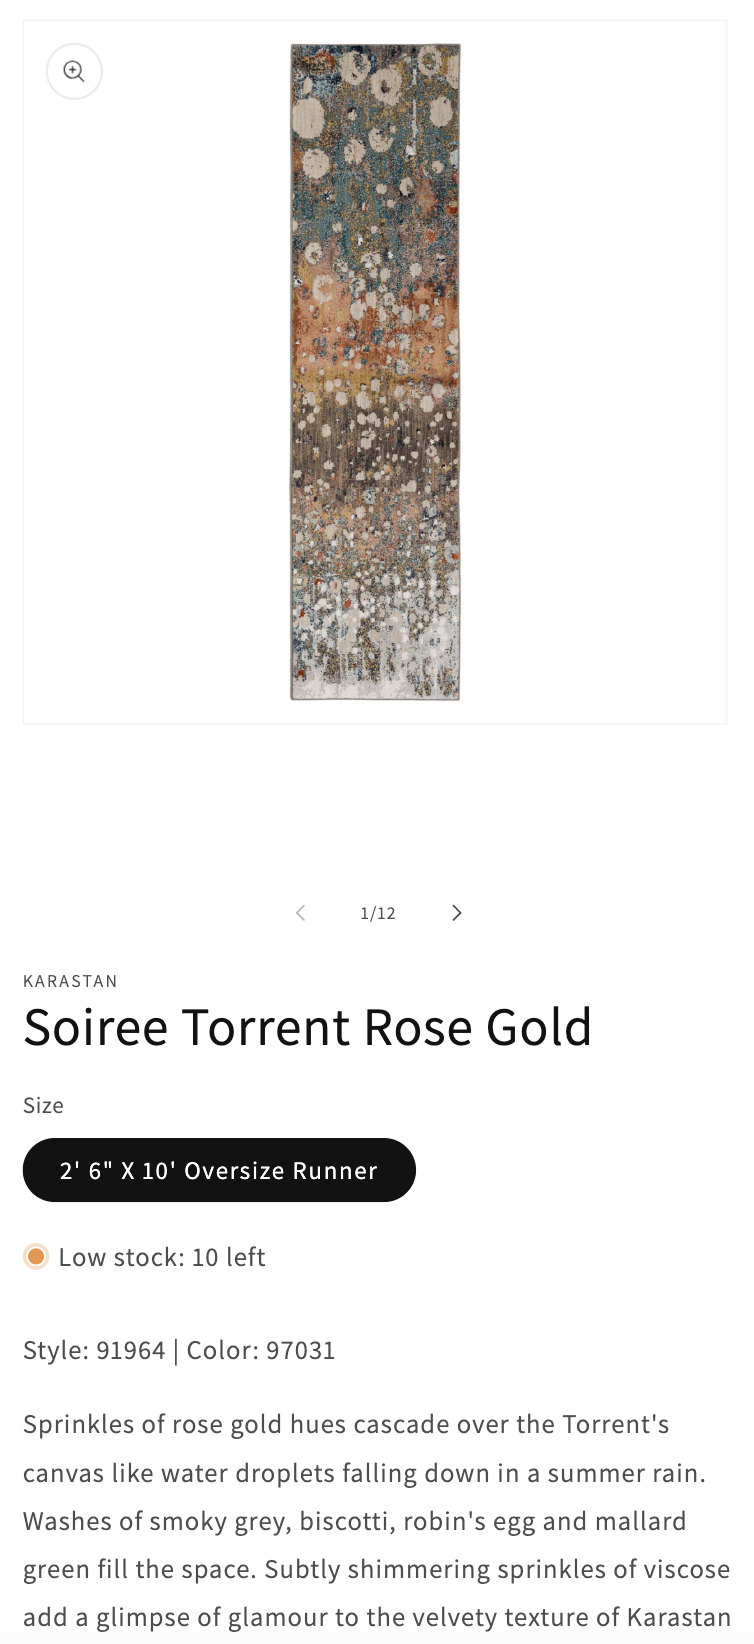 1/12
KARASTAN
Soiree Torrent Rose Gold
Size
2' 6" X 10' Oversize Runner
Low stock: 10 left
Style: 91964 | Color: 97031
Sprinkles of rose gold hues cascade over the Torrent's
canvas like water droplets falling down in a summer rain.
Washes of smoky grey, biscotti, robin's egg and mallard
green fill the space. Subtly shimmering sprinkles of viscose
add a glimpse of glamour to the velvety texture of Karastan